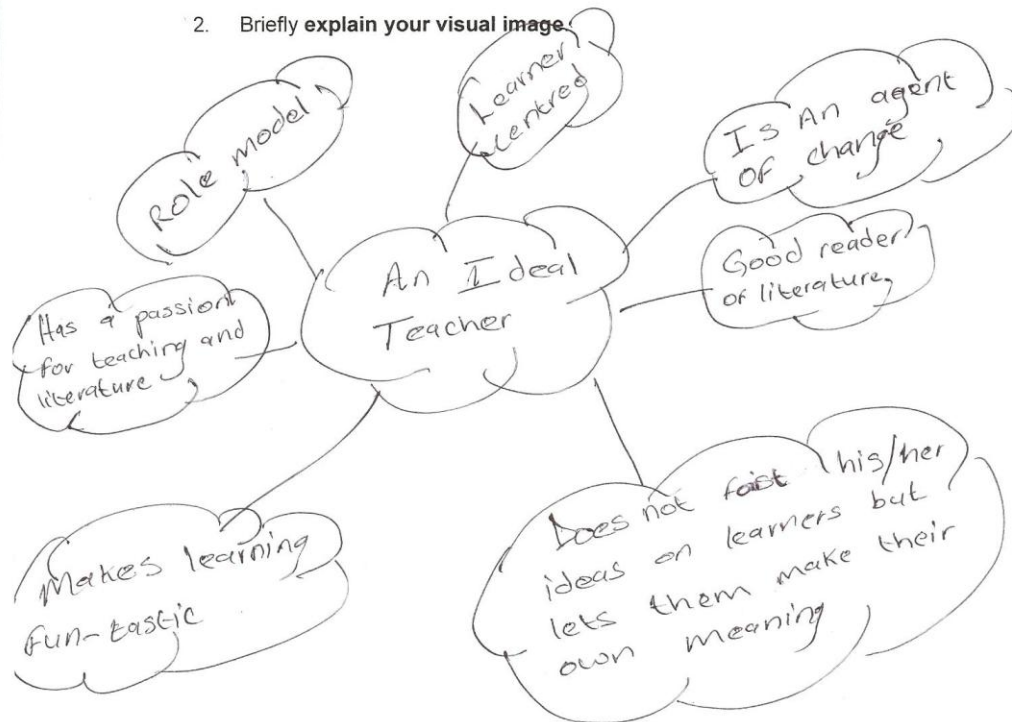 2. Briefly explain your visual image.
Role model
Learner
centred
Is An agent
of change
An Ideal
Teacher
Good reader
of literature
Has a passion
for teaching and
literature
Makes learning
fun-tastic
Does not foist his/her
ideas on learners but
lets them make their
own meaning